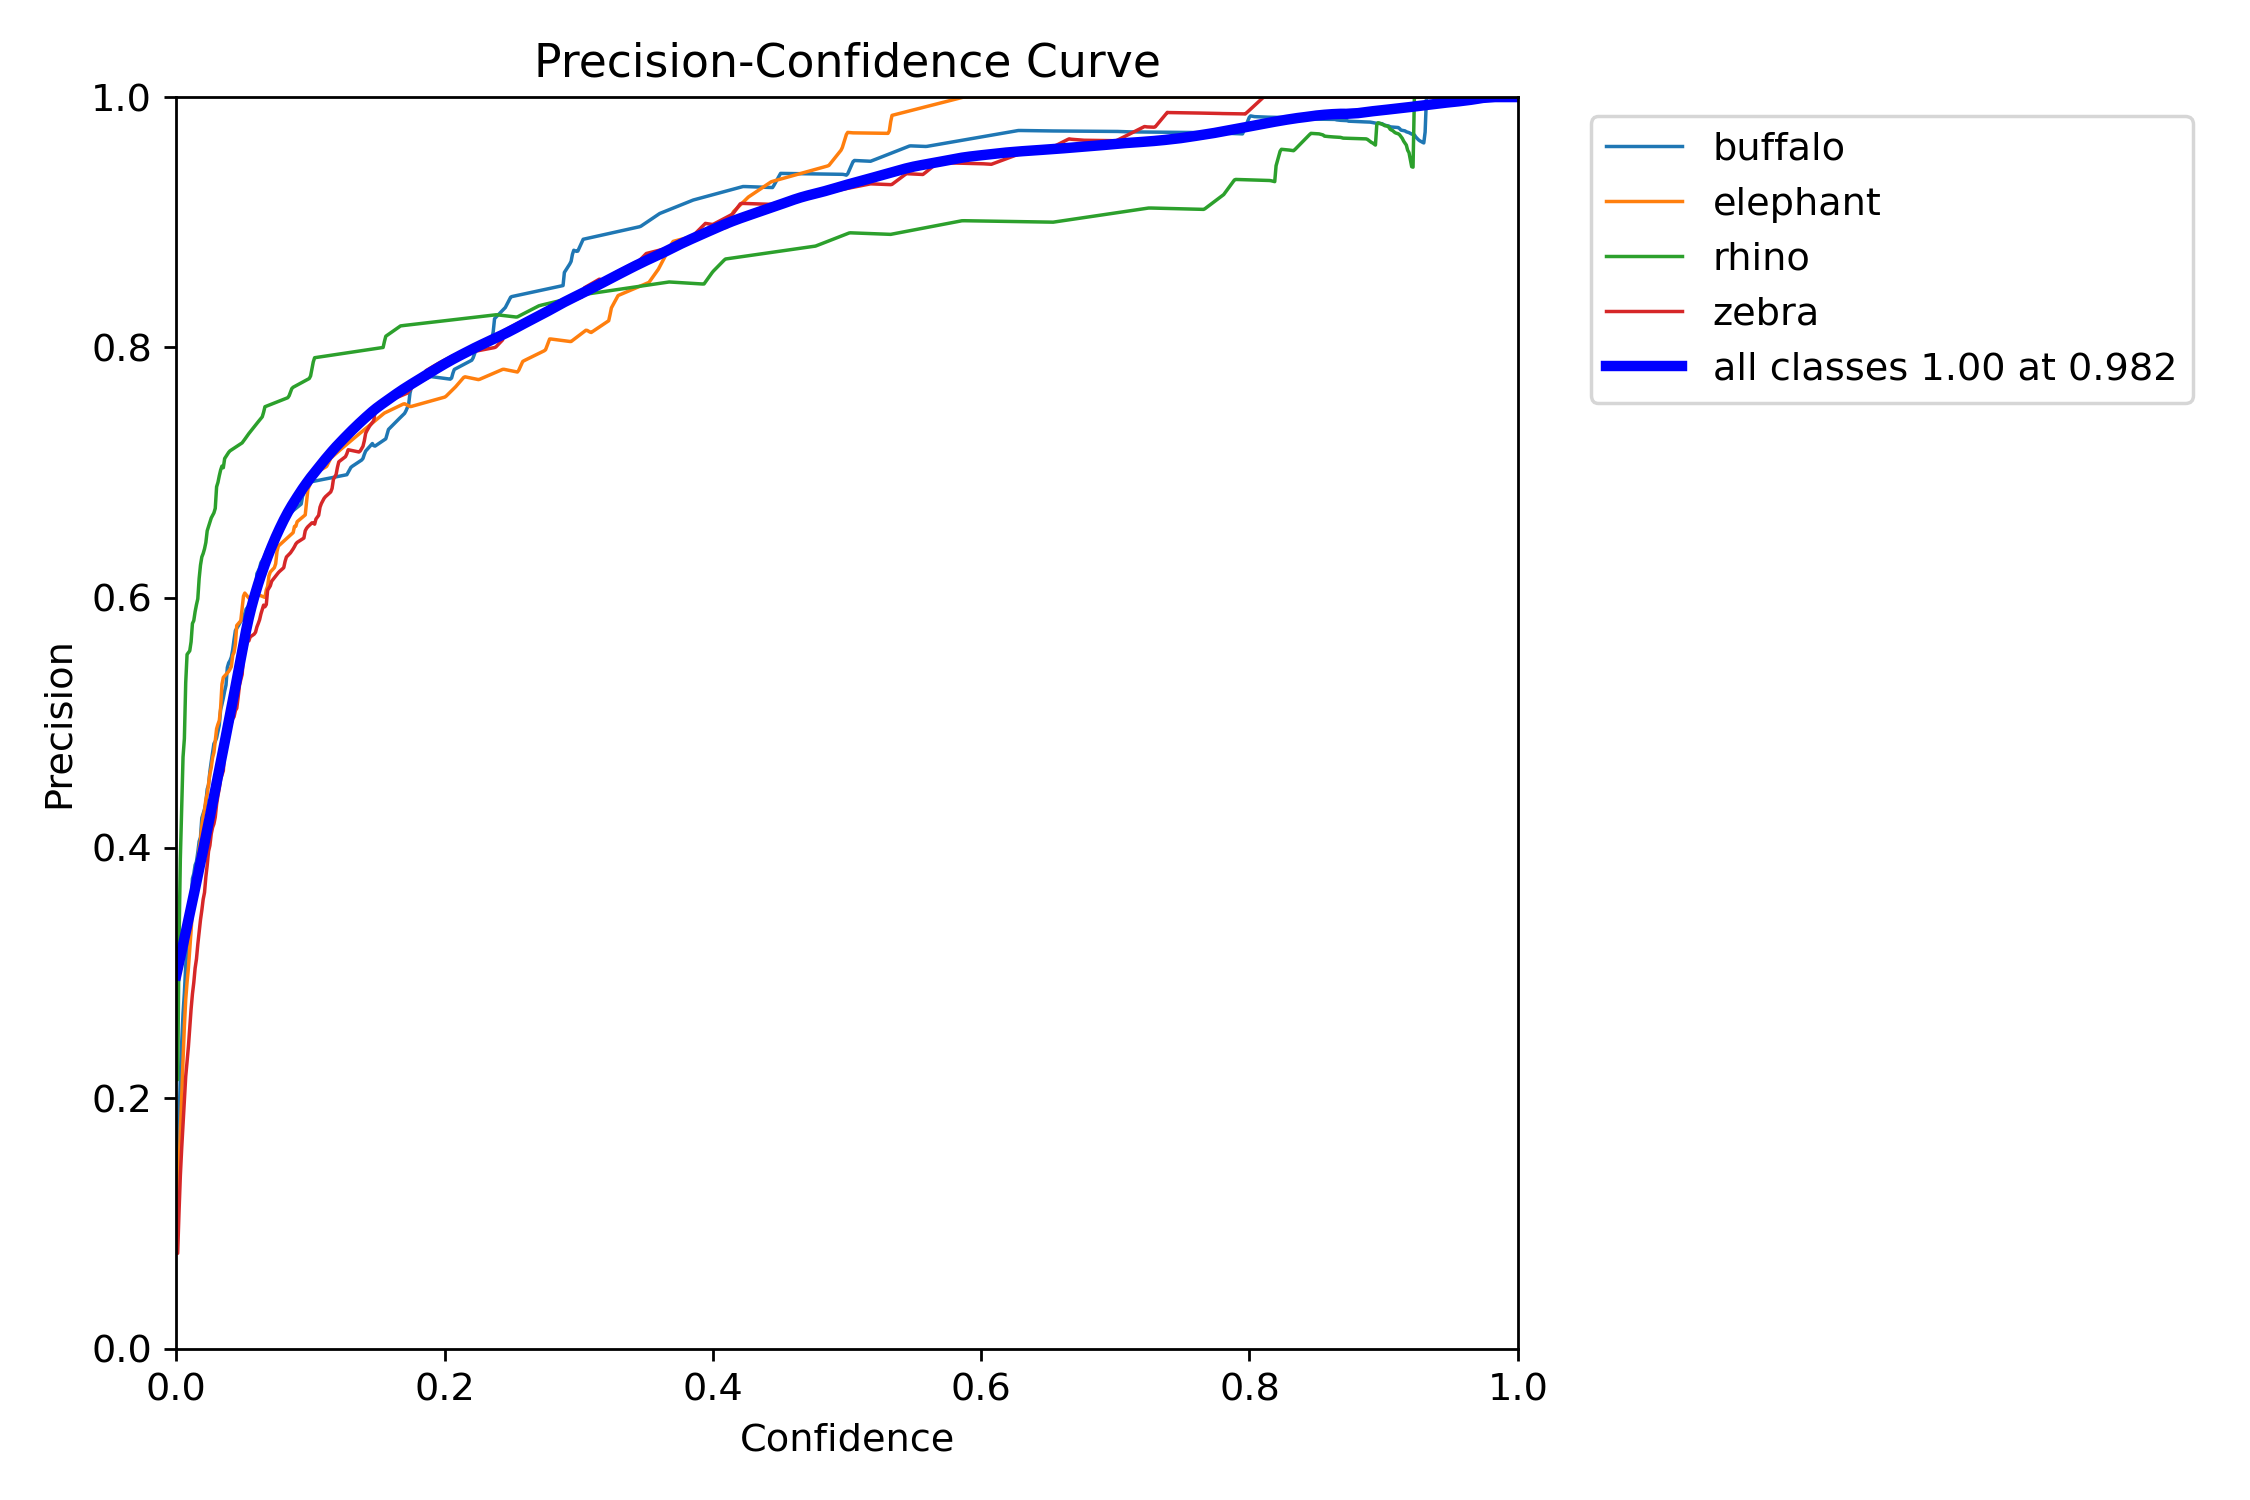 Precision-Confidence Curve
1.0
0.8
0.6
0.4
0.2
0.0
Precision
0.0 0.2 0.4 0.6 0.8 1.0
Confidence
buffalo
elephant
rhino
zebra
all classes 1.00 at 0.982